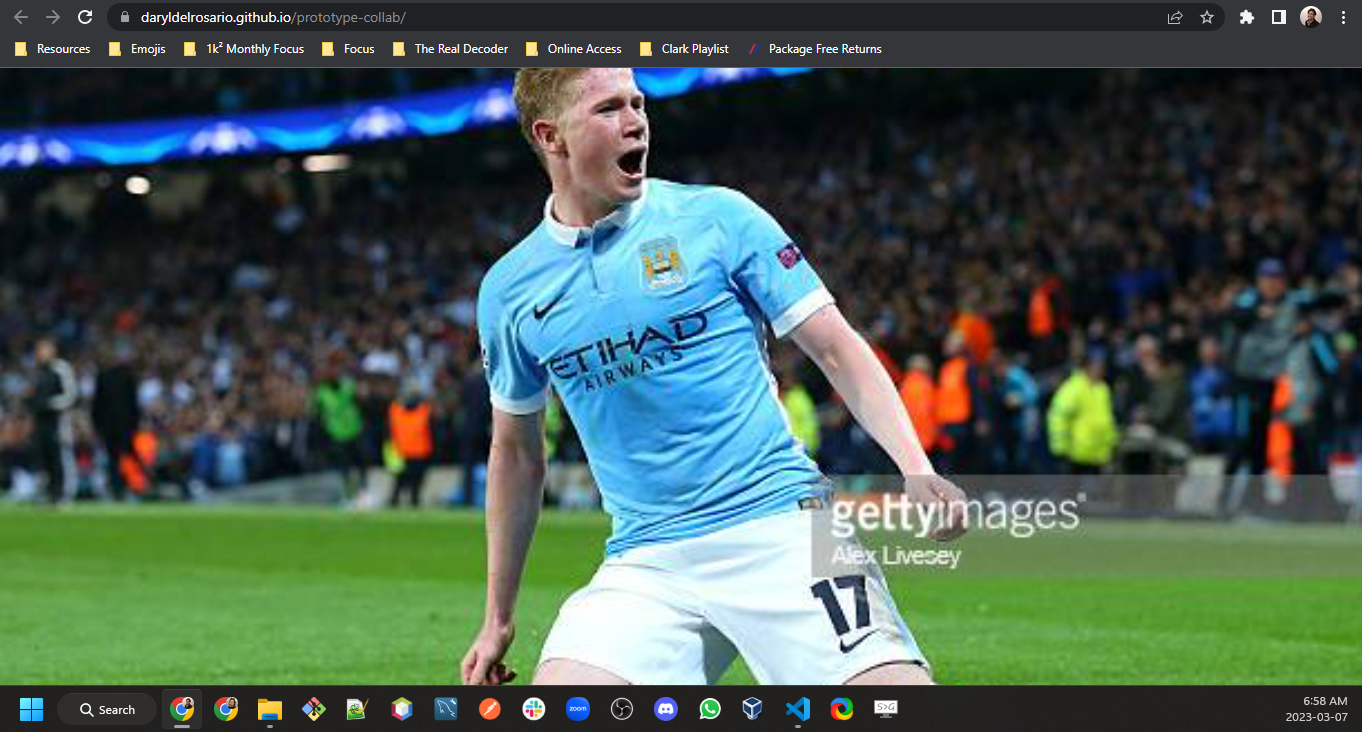 daryldelrosario.github.io/prototype-collab/
Resources
Emojis
1k² Monthly Focus
Focus
The Real Decoder
Online Access
Clark Playlist
Package Free Returns
ETIHAD
AIRWAYS
gettyimages®
Alex Livesey
17
Search
zoom
S>G
6:58 AM
2023-03-07